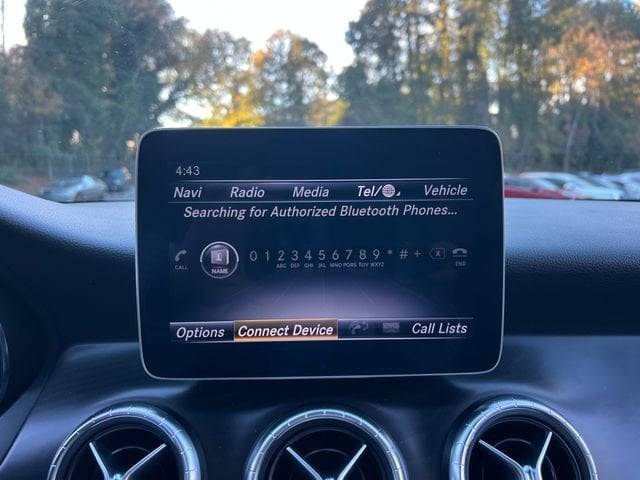 4:43
Navi Radio Media Tel/ Vehicle
Searching for Authorized Bluetooth Phones...
0 1 2 3 4 5 6 7 8 9 * # + X
ABC DEF GHI JKL MNO PQRS TUV WXYZ
CALL NAME END
Options Connect Device Call Lists